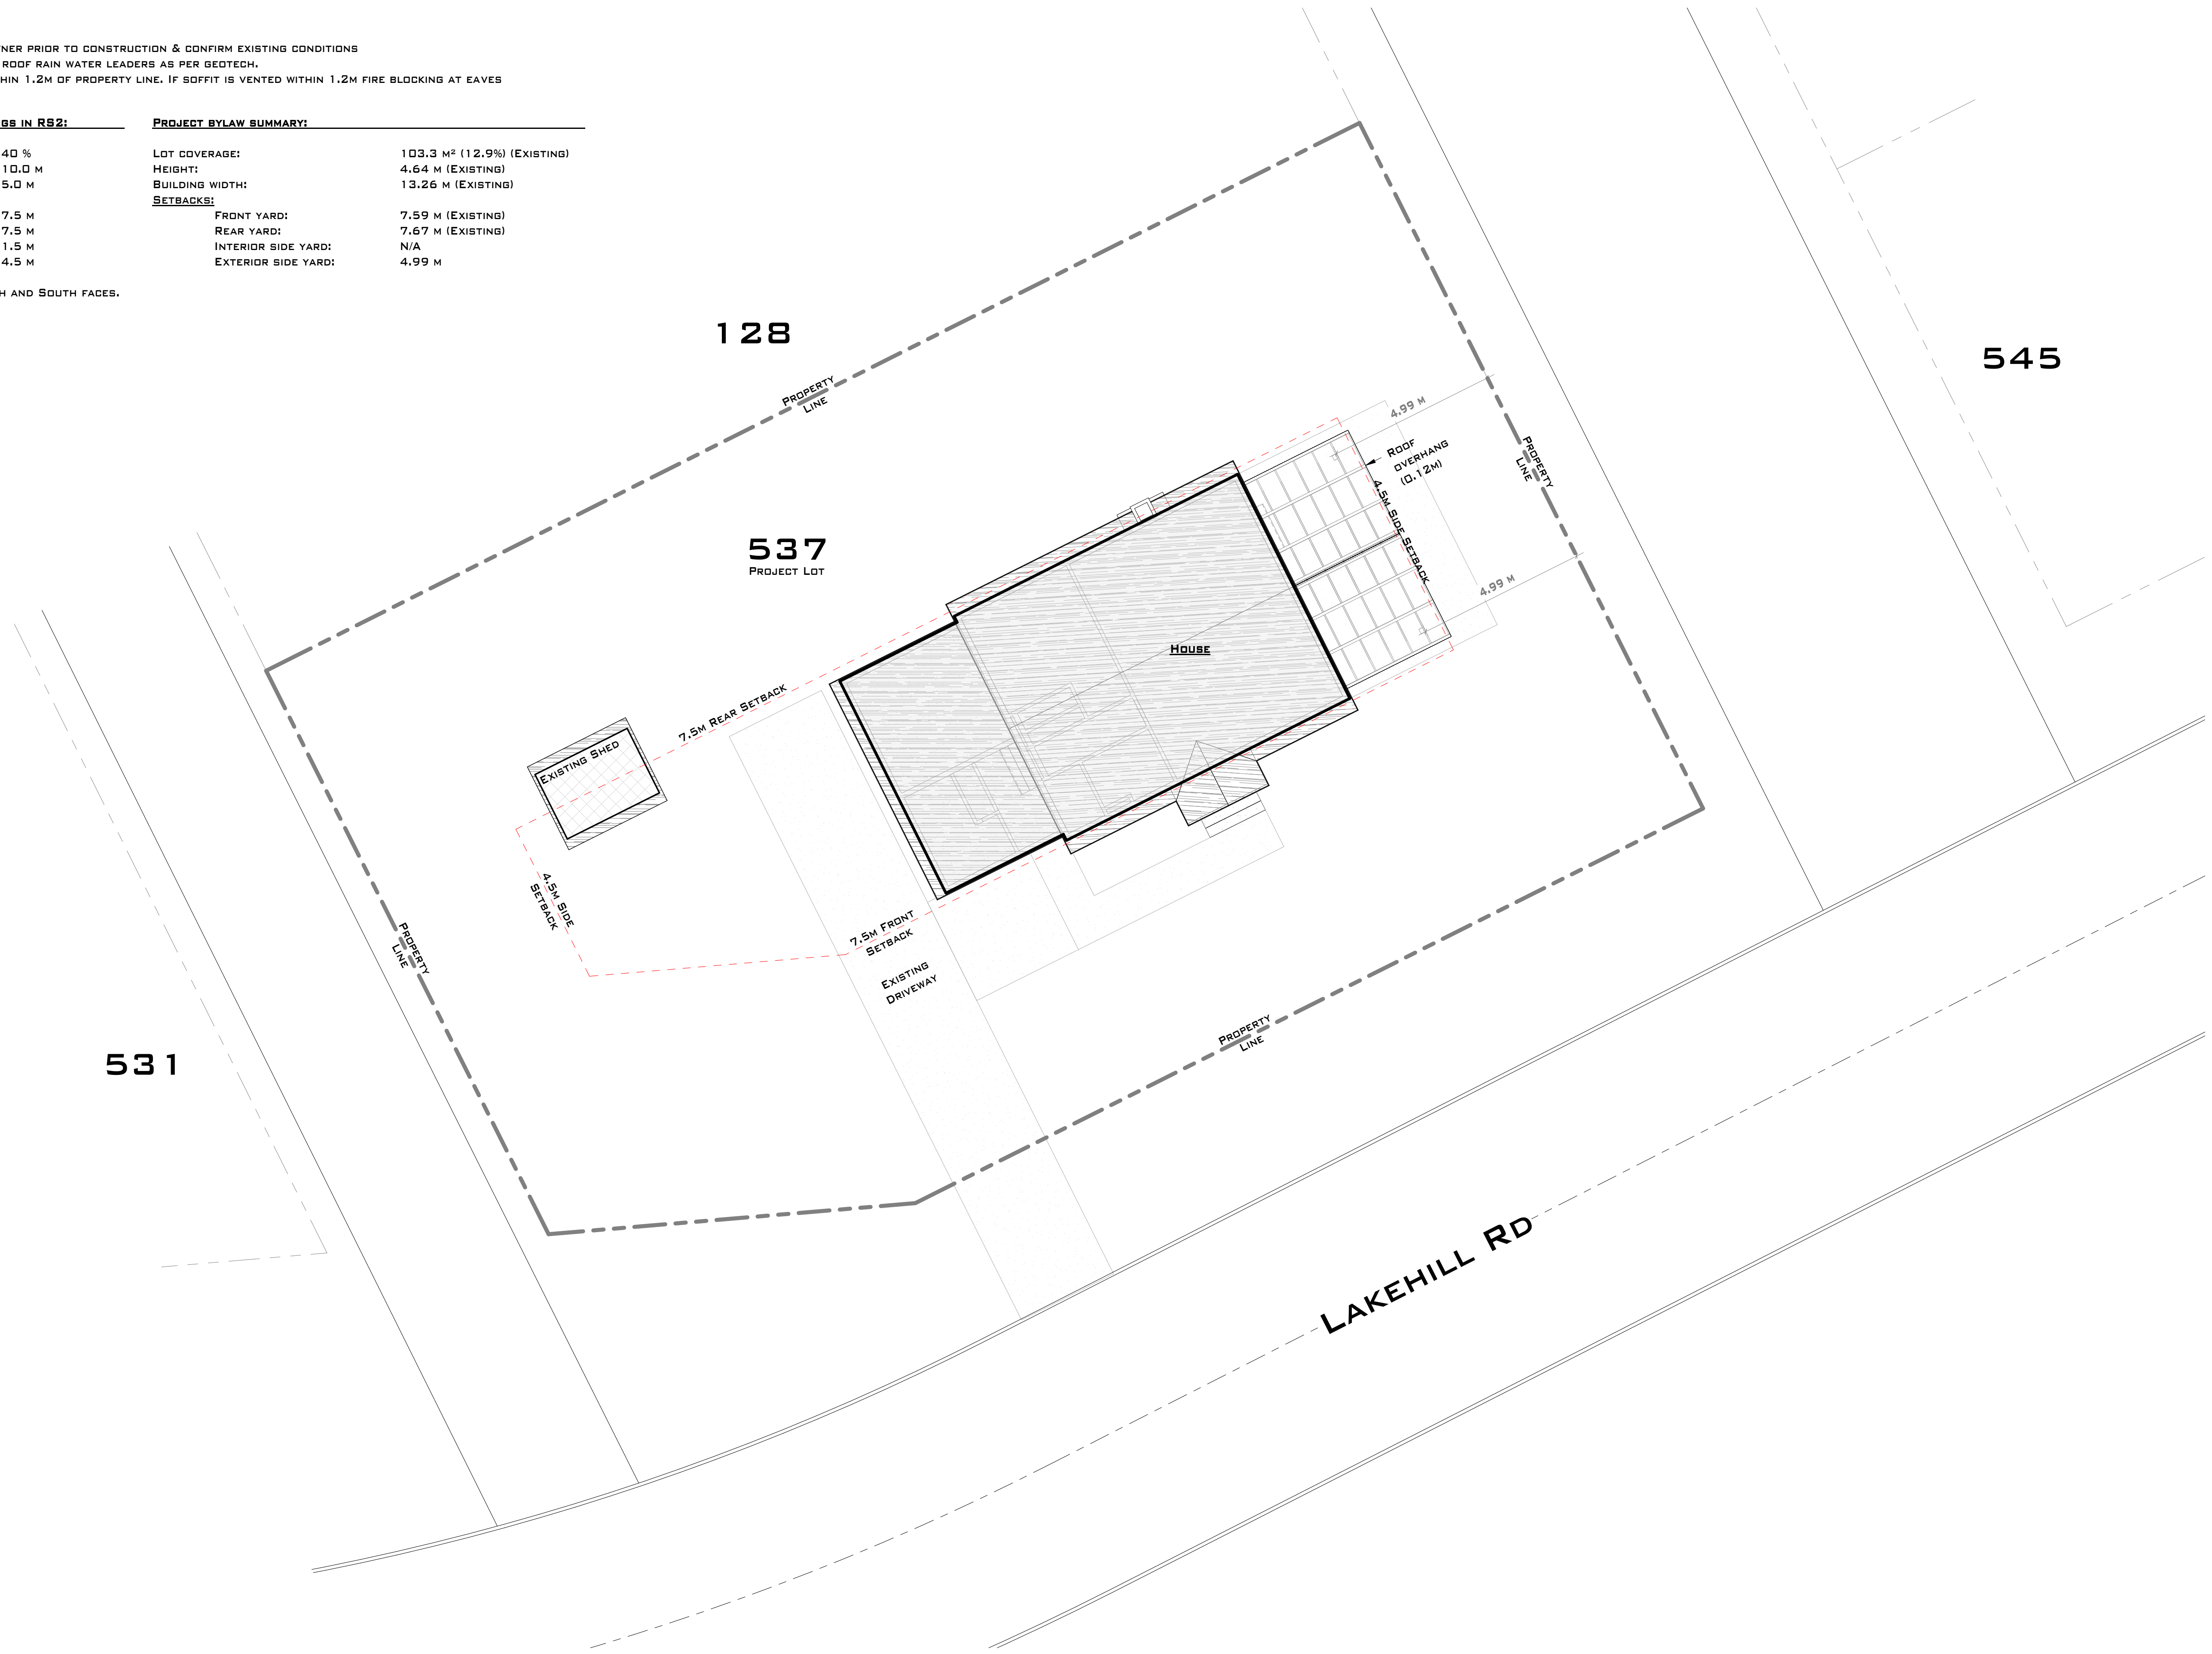 PRIOR TO CONSTRUCTION & CONFIRM EXISTING CONDITIONS
ROOF RAIN WATER LEADERS AS PER GEOTECH.
1.2M OF PROPERTY LINE. IF SOFFIT IS VENTED WITHIN 1.2M FIRE BLOCKING AT EAVES
IN RS2:
40 %
10.0 M
5.0 M
7.5 M
7.5 M
1.5 M
4.5 M
AND SOUTH FACES.
PROJECT BYLAW SUMMARY:
LOT COVERAGE: 103.3 M² (12.9%) (EXISTING)
HEIGHT: 4.64 M (EXISTING)
BUILDING WIDTH: 13.26 M (EXISTING)
SETBACKS:
FRONT YARD: 7.59 M (EXISTING)
REAR YARD: 7.67 M (EXISTING)
INTERIOR SIDE YARD: N/A
EXTERIOR SIDE YARD: 4.99 M
128
545
PROPERTY
LINE
4.99 M
ROOF
OVERHANG
(0.12M)
PROPERTY
LINE
4.5M SIDE SETBACK
537
PROJECT LOT
4.99 M
HOUSE
7.5M REAR SETBACK
EXISTING SHED
4.5M SIDE
SETBACK
7.5M FRONT
SETBACK
PROPERTY
LINE
EXISTING
DRIVEWAY
PROPERTY
LINE
531
LAKEHILL RD